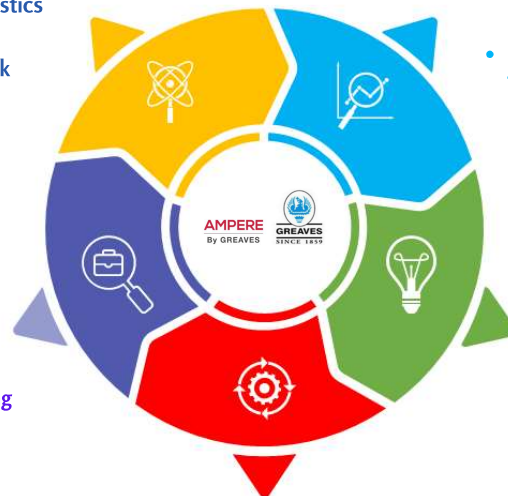 stics
k
AMPERE
By GREAVES
GREAVES
SINCE 1859
g